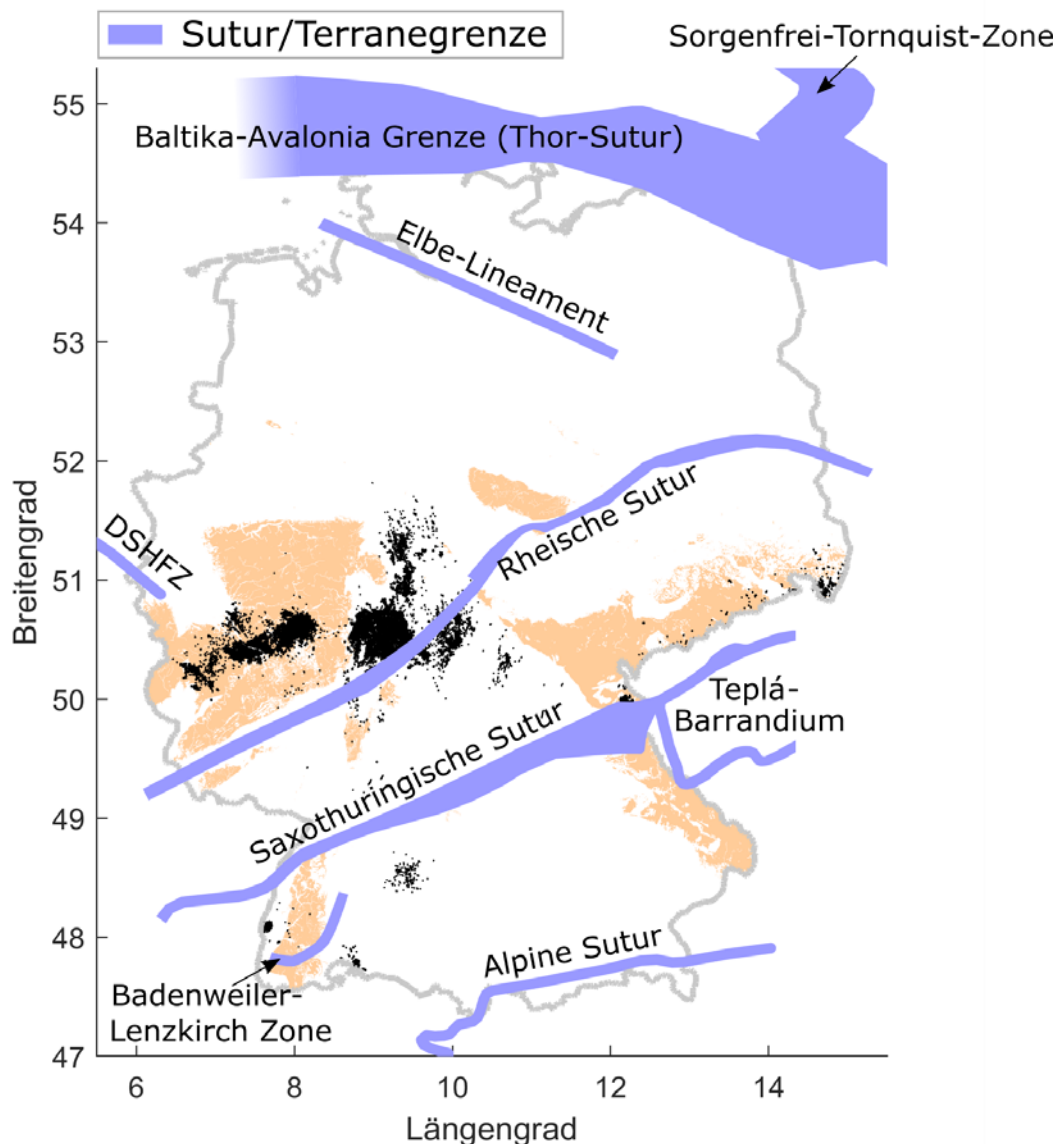 Sutur/Terranegrenze
Sorgenfrei-Tornquist-Zone
55
Baltika-Avalonia Grenze (Thor-Sutur)
54
Elbe-Lineament
53
52
Rheische Sutur
DSHFZ
51
Breitengrad
50
Teplá-
Barrandium
Saxothuringische Sutur
49
48
Alpine Sutur
Badenweiler-
Lenzkirch Zone
47
6
8
10
12
14
Längengrad